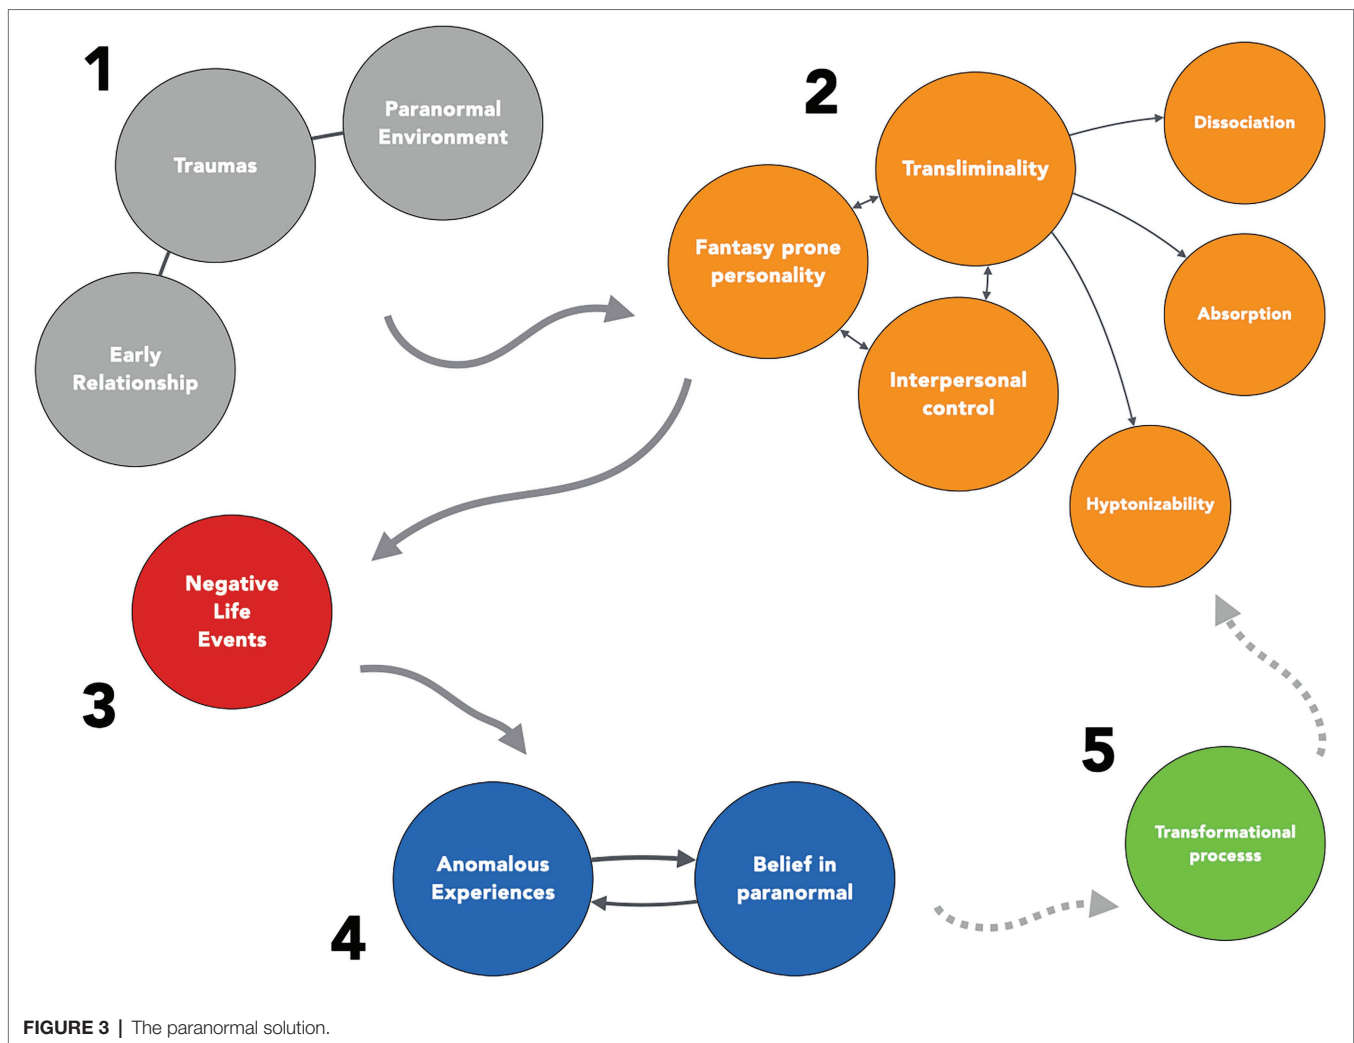 1
Traumas
Paranormal
Environment
Early
Relationship
2
Transliminality
Fantasy prone
personality
Interpersonal
control
Dissociation
Absorption
Hyptonizability
3
Negative
Life
Events
4
Anomalous
Experiences
Belief in
paranormal
5
Transformational
processs
FIGURE 3 | The paranormal solution.